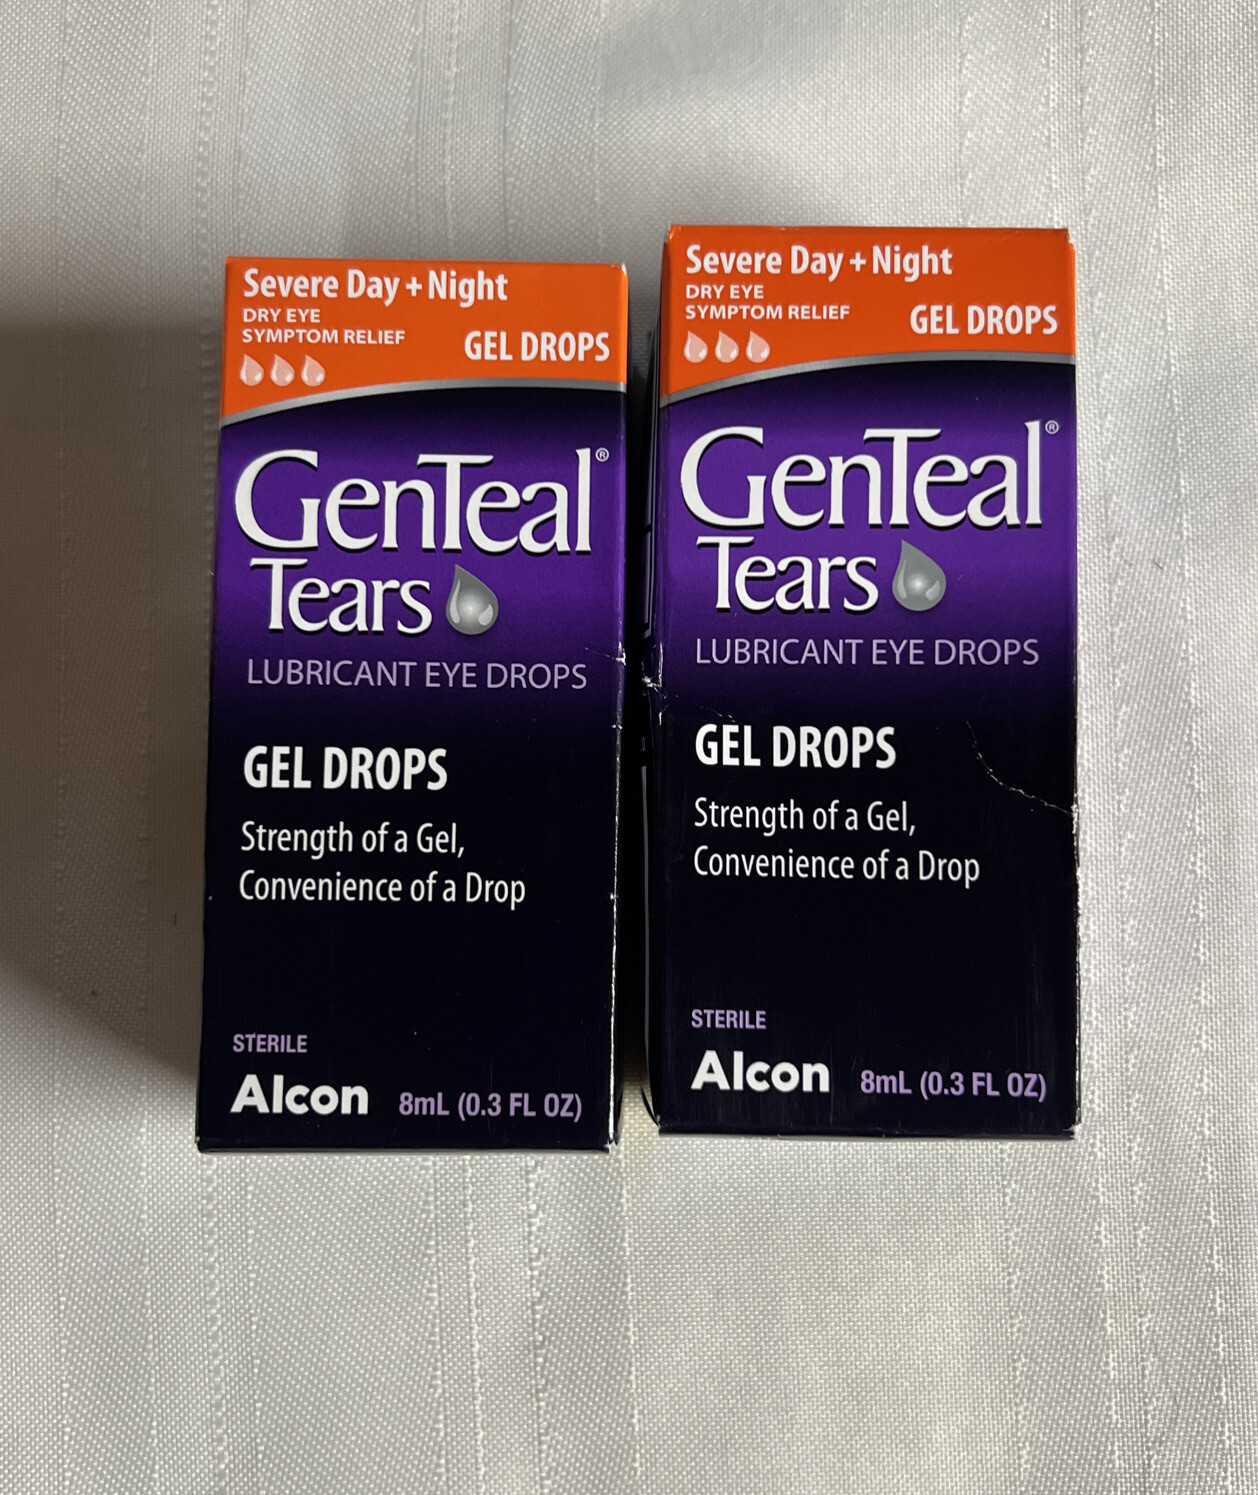 Severe Day + Night
DRY EYE
SYMPTOM RELIEF
GEL DROPS
GenTeal®
Tears
LUBRICANT EYE DROPS
GEL DROPS
Strength of a Gel,
Convenience of a Drop
STERILE
Alcon 8mL (0.3 FL OZ)
Severe Day + Night
DRY EYE
SYMPTOM RELIEF
GEL DROPS
GenTeal®
Tears
LUBRICANT EYE DROPS
GEL DROPS
Strength of a Gel,
Convenience of a Drop
STERILE
Alcon 8mL (0.3 FL OZ)